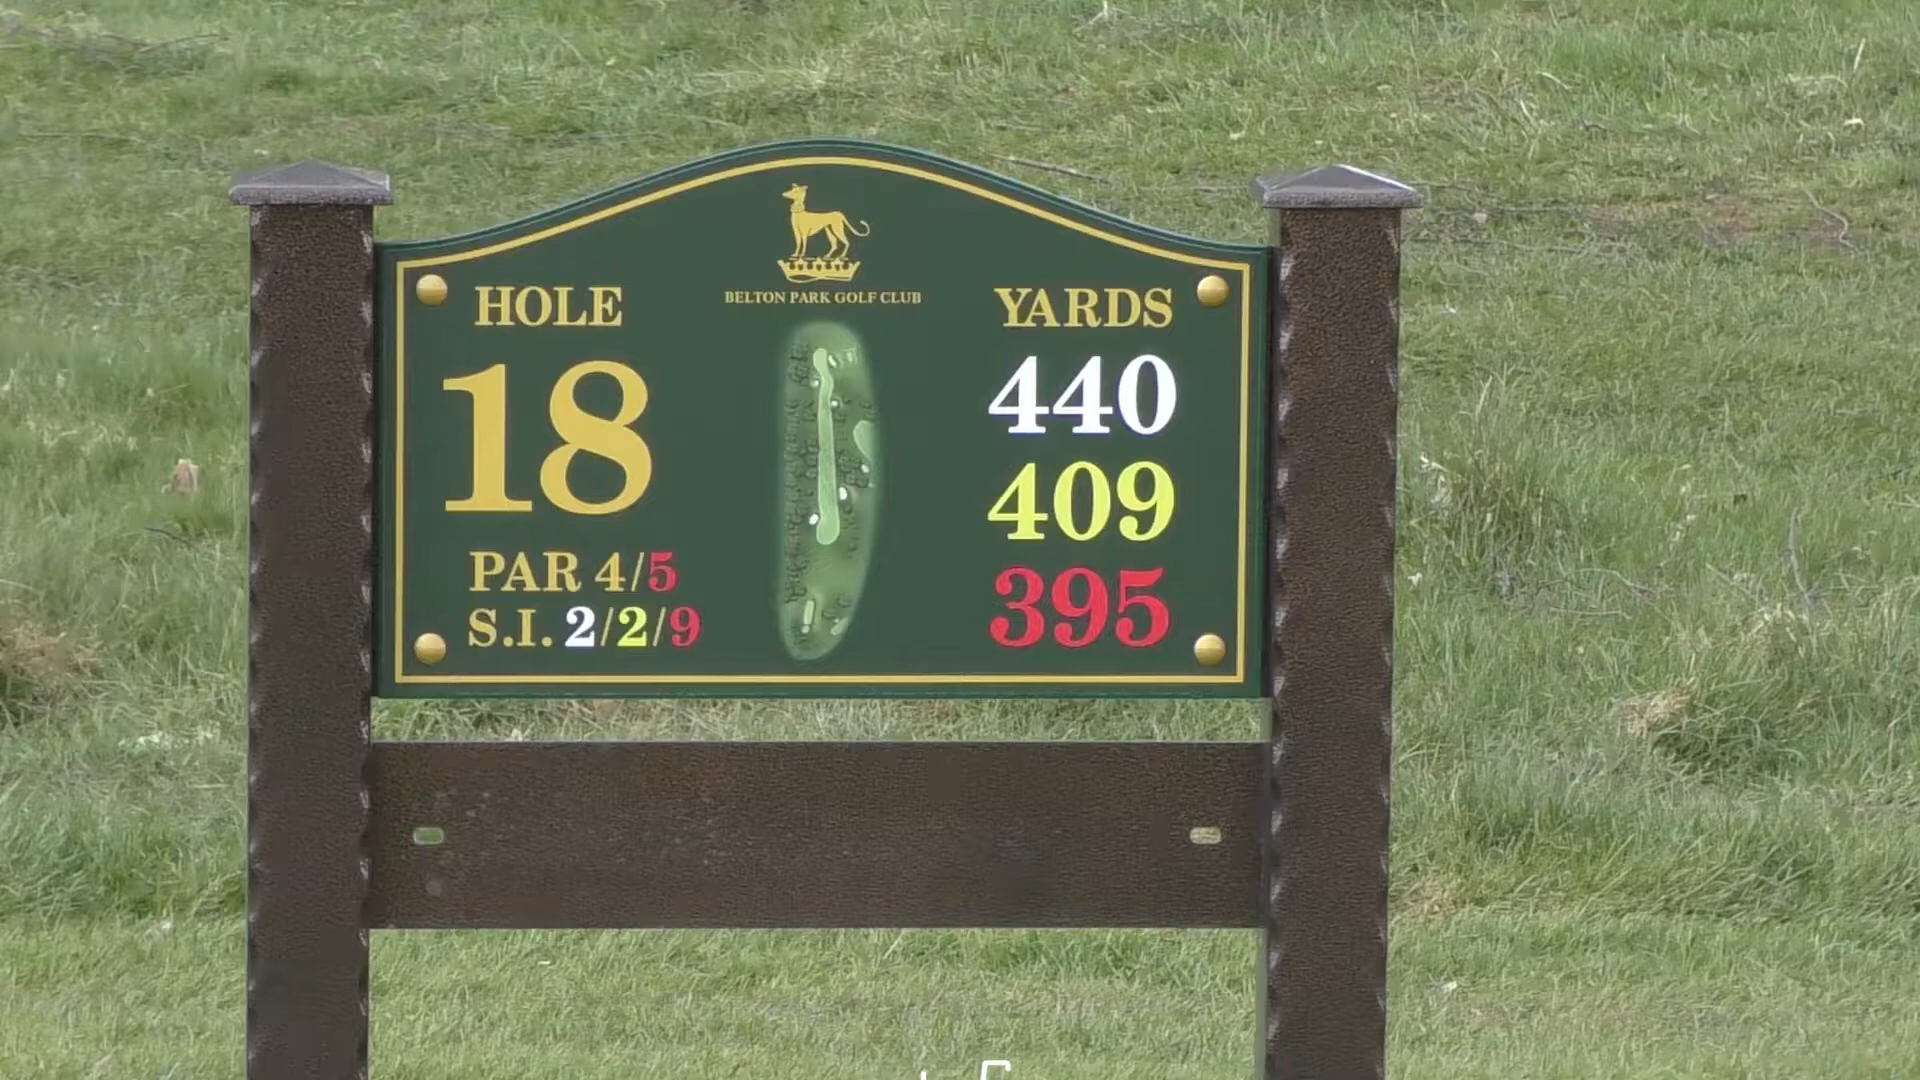 BELTON PARK GOLF CLUB
HOLE
18
PAR 4/5
S.I. 2/2/9
YARDS
440
409
395